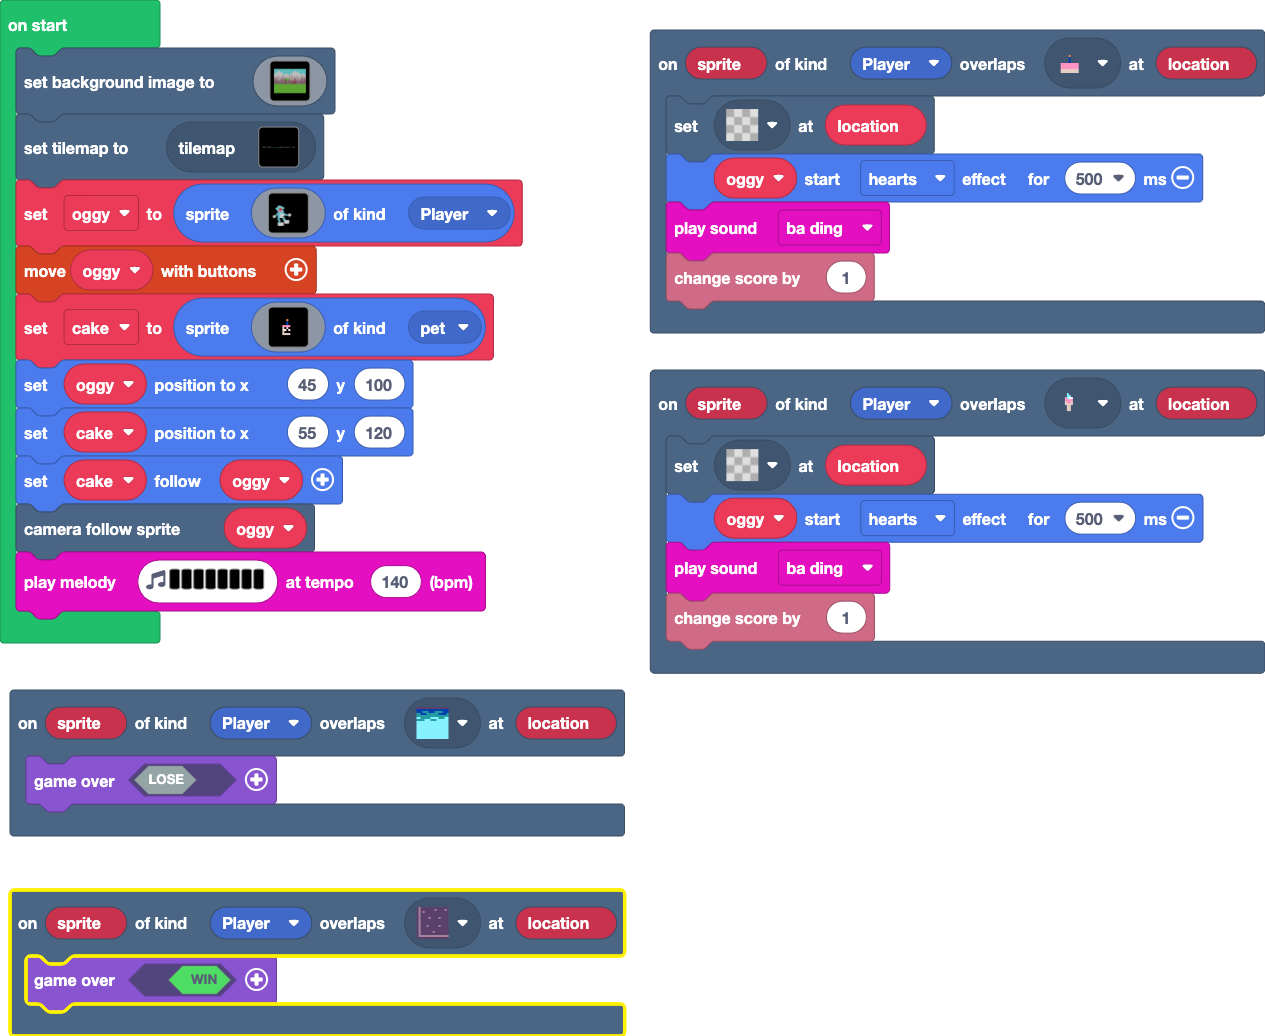 on start
set background image to
set tilemap to tilemap
set oggy to sprite of kind Player
move oggy with buttons
set cake to sprite of kind pet
set oggy position to x 45 y 100
set cake position to x 55 y 120
set cake follow oggy
camera follow sprite oggy
play melody at tempo 140 (bpm)
on sprite of kind Player overlaps at location
game over LOSE
on sprite of kind Player overlaps at location
game over WIN
on sprite of kind Player overlaps at location
set at location
oggy start hearts effect for 500 ms
play sound ba ding
change score by 1
on sprite of kind Player overlaps at location
set at location
oggy start hearts effect for 500 ms
play sound ba ding
change score by 1